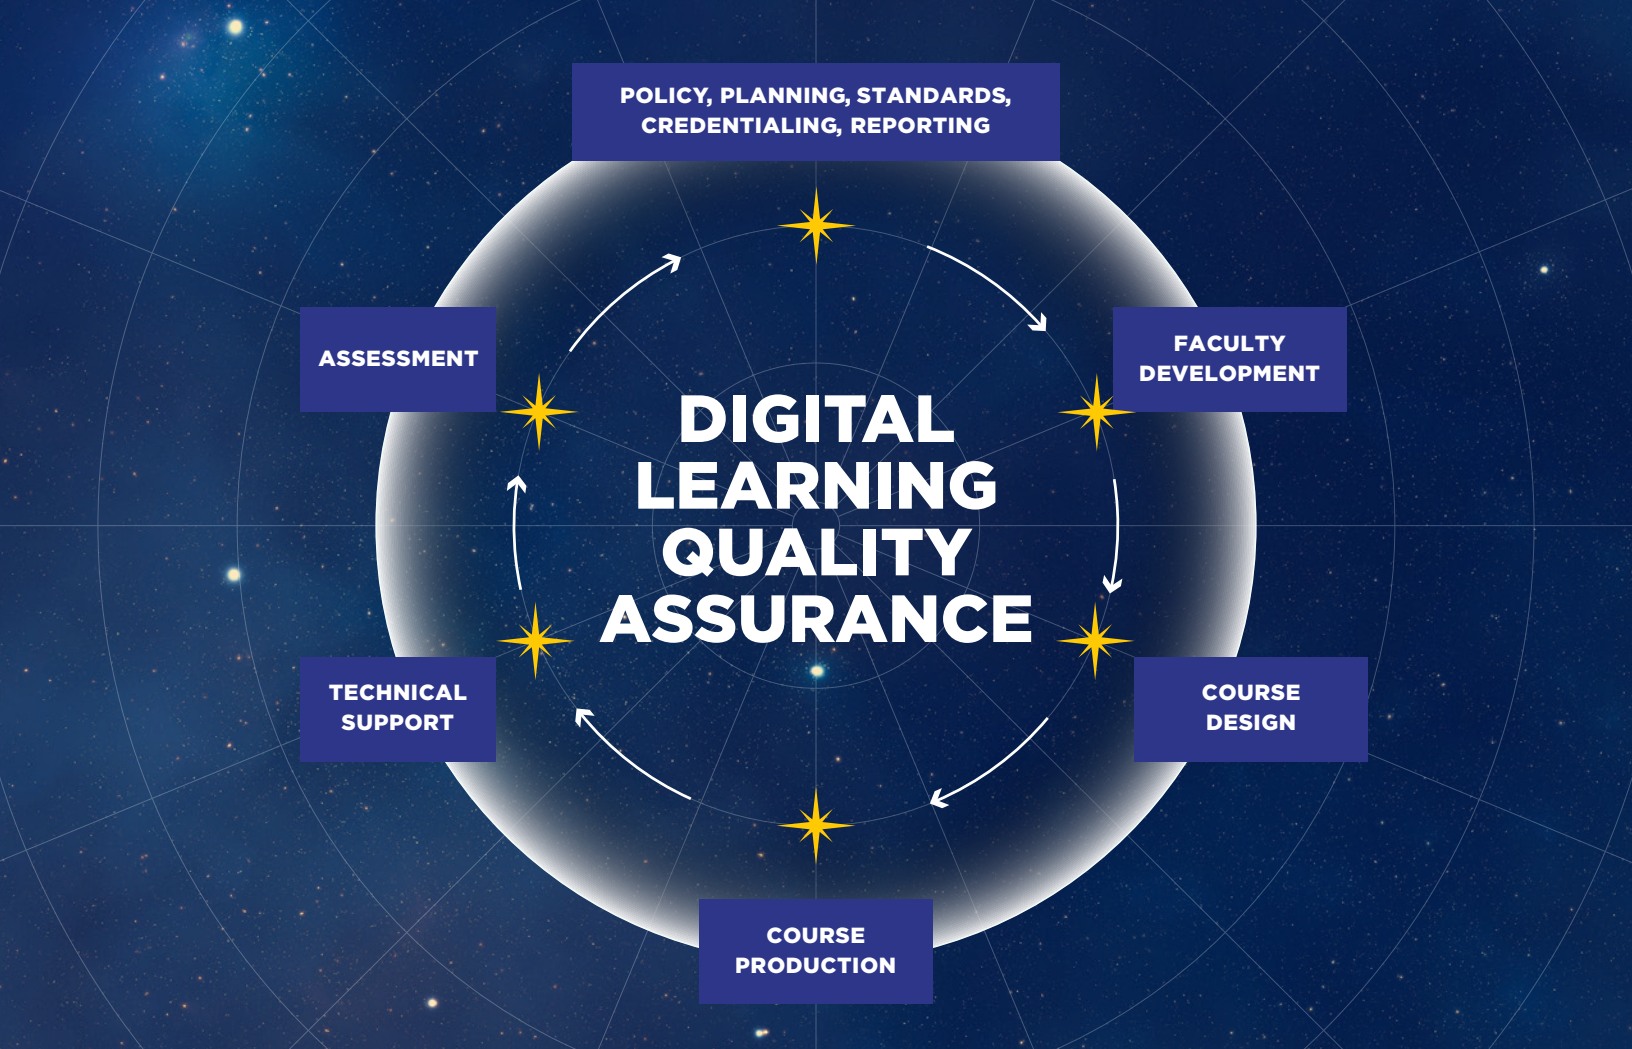 POLICY, PLANNING, STANDARDS,
CREDENTIALING, REPORTING
ASSESSMENT
FACULTY
DEVELOPMENT
DIGITAL
LEARNING
QUALITY
ASSURANCE
TECHNICAL
SUPPORT
COURSE
DESIGN
COURSE
PRODUCTION